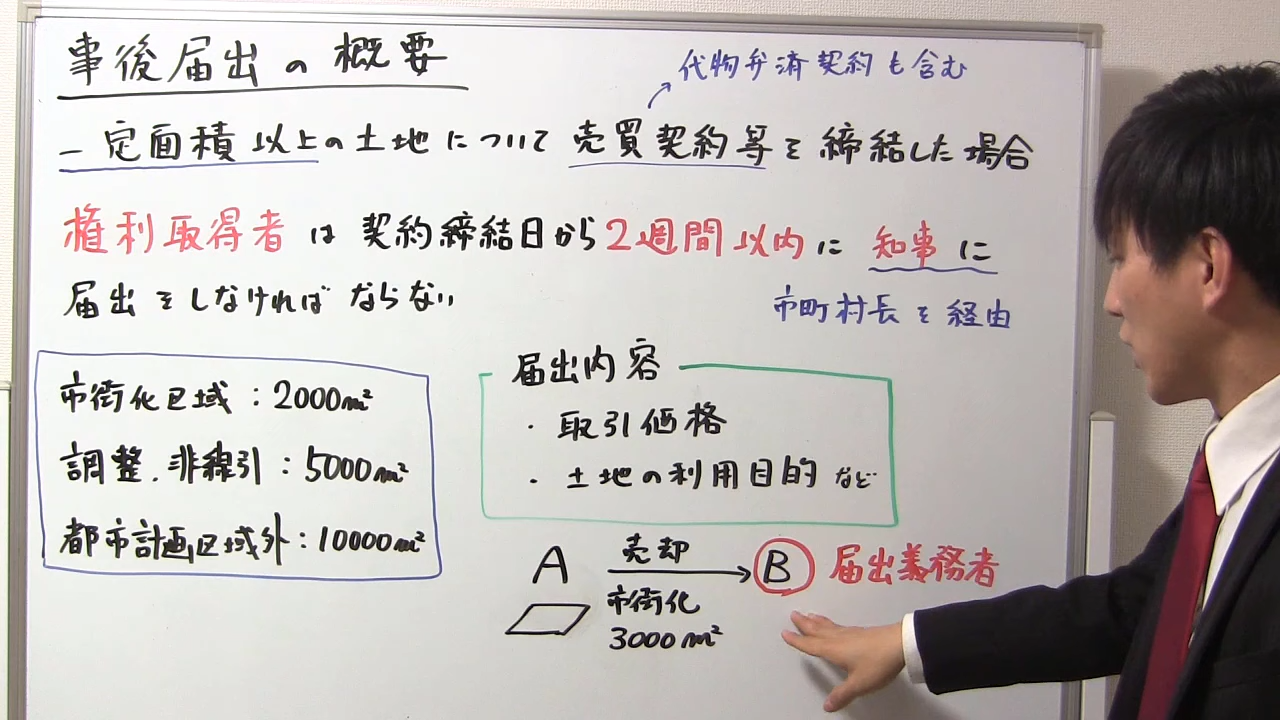 事後届出の概要
代物弁済契約も含む
一定面積以上の土地について売買契約等を締結した場合
権利取得者は契約締結日から2週間以内に知事に
届出をしなければならない
市町村長を経由
市街化区域：2000m²
調整．非線引：5000m²
都市計画区域外：10000m²
届出内容
・取引価格
・土地の利用目的など
A 売却 B 届出義務者
市街化
3000m²